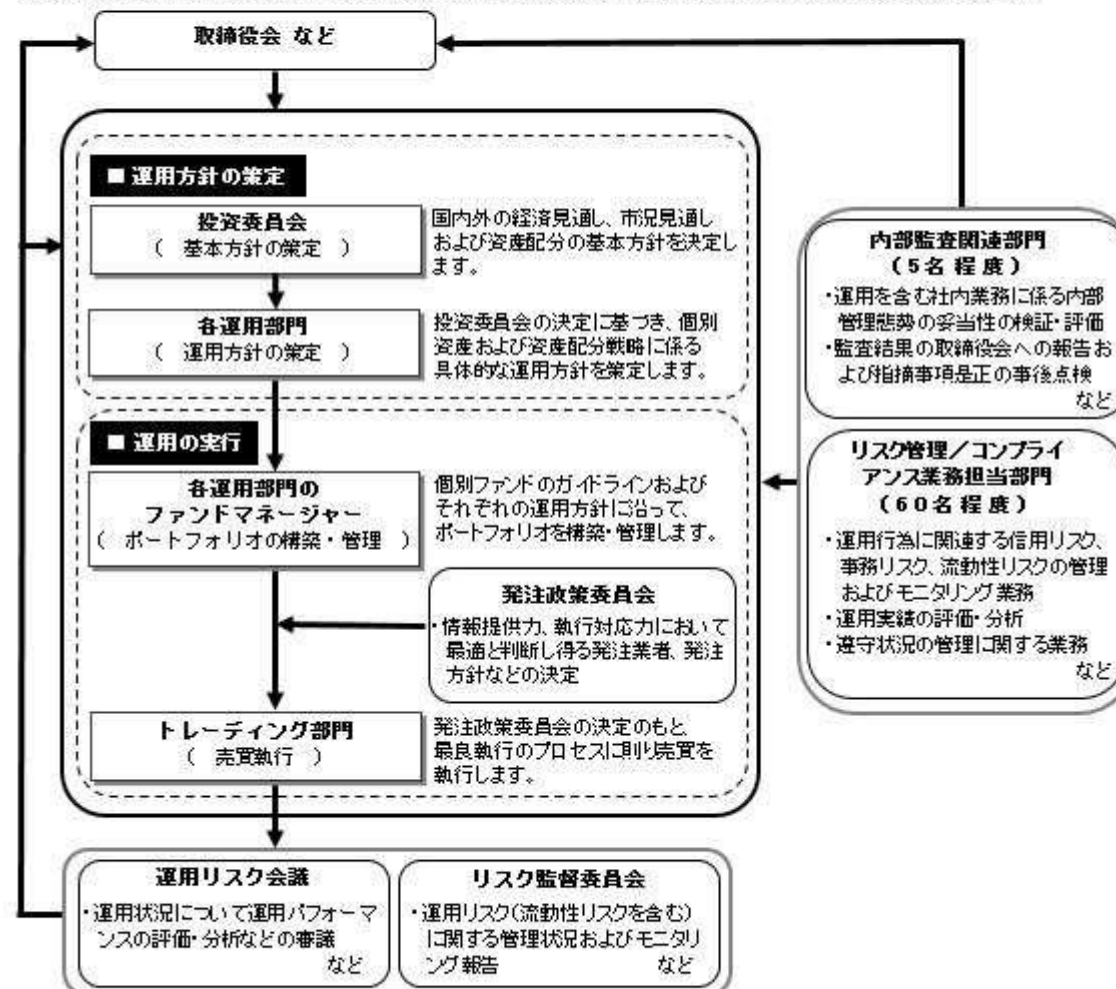 取締役会 など
■ 運用方針の策定
投資委員会
( 基本方針の策定 )
国内外の経済見通し、市況見通し
および資産配分の基本方針を決定し
ます。
各運用部門
( 運用方針の策定 )
投資委員会の決定に基づき、個別
資産および資産配分戦略に係る
具体的な運用方針を策定します。
■ 運用の実行
各運用部門の
ファンドマネージャー
( ポートフォリオの構築・管理 )
個別ファンドのガイドラインおよび
それぞれの運用方針に沿って、
ポートフォリオを構築・管理します。
発注政策委員会
・情報提供力、執行対応力において
最適と判断し得る発注業者、発注
方針などの決定
トレーディング部門
( 売買執行 )
発注政策委員会の決定のもと、
最良執行のプロセスに則り売買を
執行します。
内部監査関連部門
(5名程度)
・運用を含む社内業務に係る内部
管理態勢の妥当性の検証・評価
・監査結果の取締役会への報告お
よび指摘事項是正の事後点検
など
リスク管理/コンプライ
アンス業務担当部門
(60名程度)
・運用行為に関連する信用リスク、
事務リスク、流動性リスクの管理
およびモニタリング業務
・運用実績の評価・分析
・遵守状況の管理に関する業務
など
運用リスク会議
・運用状況について運用パフォーマ
ンスの評価・分析などの審議
など
リスク監督委員会
・運用リスク(流動性リスクを含む)
に関する管理状況およびモニタリ
ング報告 など